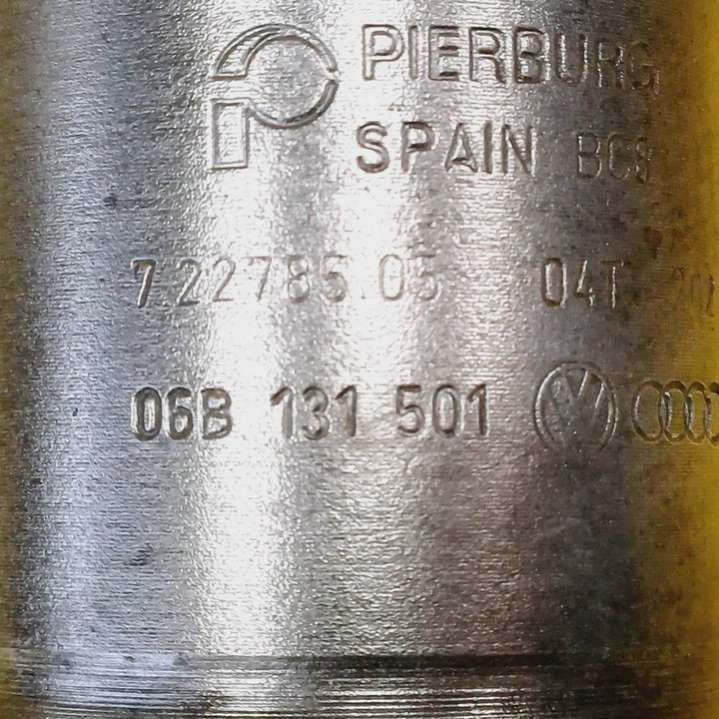 PIERBURG
SPAIN BCS
7.22785.05 04T
06B 131 501